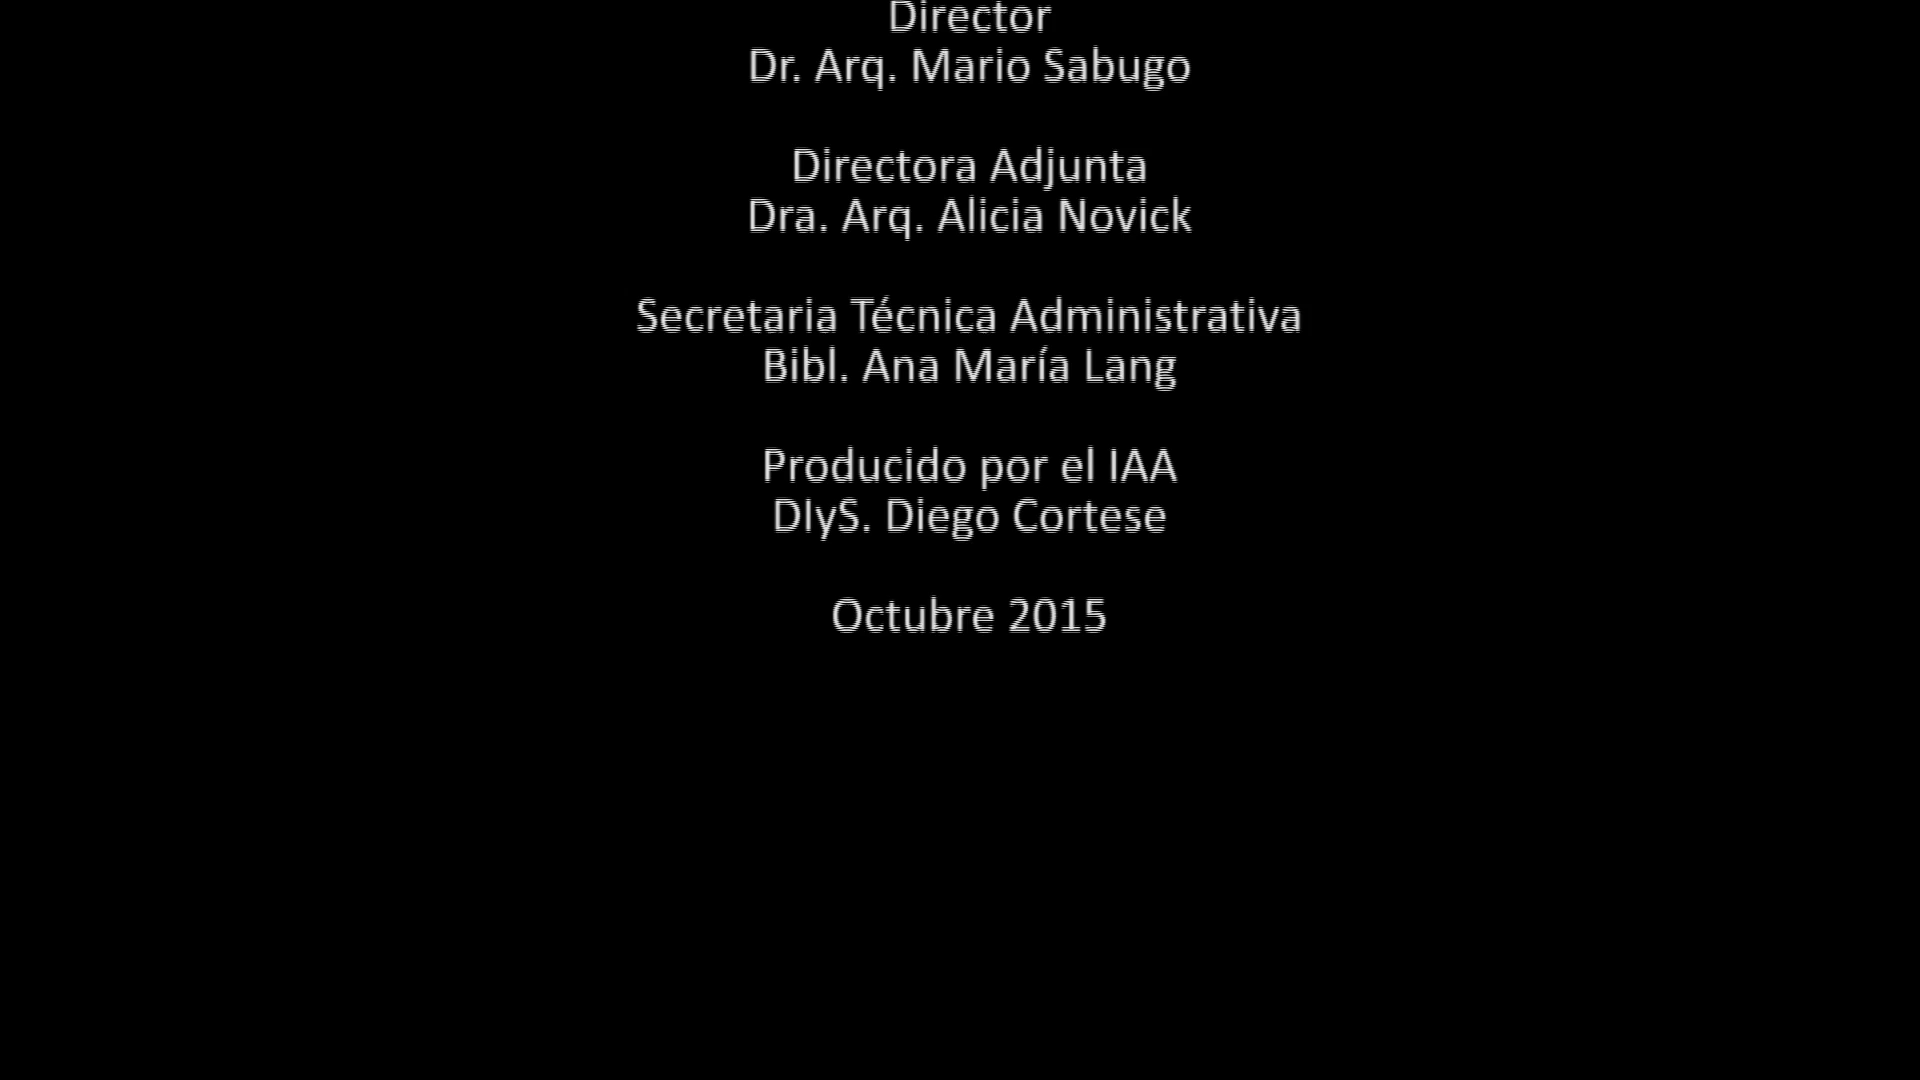 Director
Dr. Arq. Mario Sabugo
Directora Adjunta
Dra. Arq. Alicia Novick
Secretaria Técnica Administrativa
Bibl. Ana María Lang
Producido por el IAA
DIyS. Diego Cortese
Octubre 2015